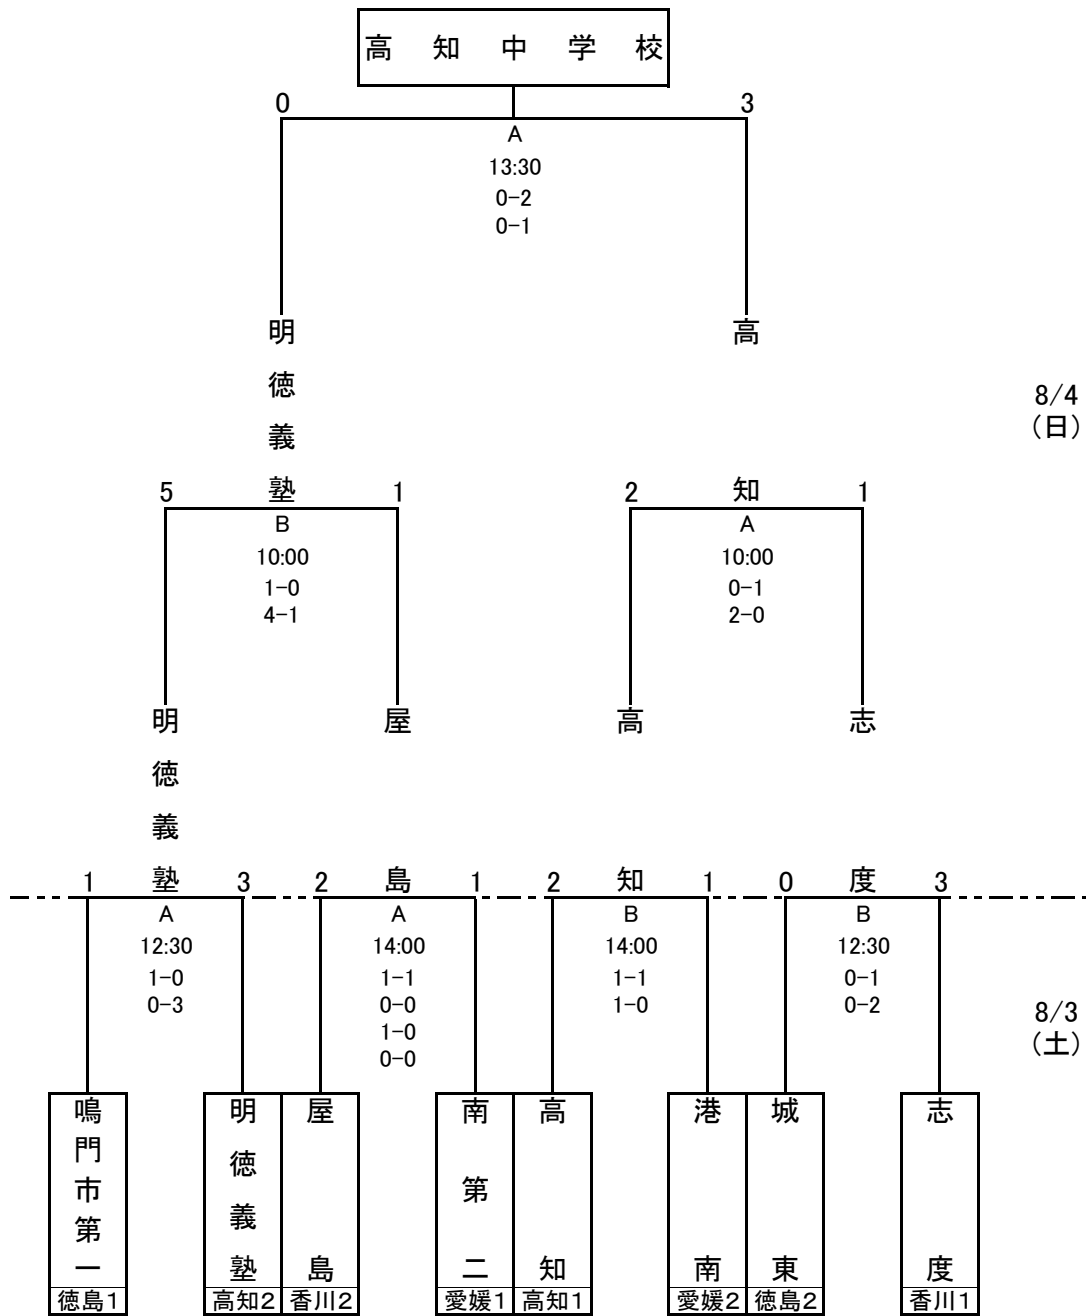 高知中学校
0 3
A
13:30
0-2
0-1
明徳義塾 高知
8/4
(日)
5 1 2 1
B A
10:00 10:00
1-0 0-1
4-1 2-0
明徳義塾 屋島 高知 志度
1 3 2 1 2 1 0 3
A A B B
12:30 14:00 14:00 12:30
1-0 1-1 1-1 0-1
0-3 0-0 1-0 0-2
1-0
0-0
8/3
(土)
鳴門市第一 明徳義塾 屋島 南第二 高知 港南 城東 志度
徳島1 高知2 香川2 愛媛1 高知1 愛媛2 徳島2 香川1